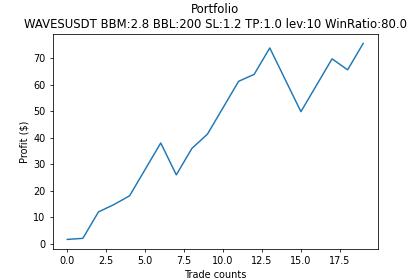 Portfolio
WAVESUSDT BBM:2.8 BBL:200 SL:1.2 TP:1.0 lev:10 WinRatio:80.0
Profit ($)
70
60
50
40
30
20
10
0
0.0 2.5 5.0 7.5 10.0 12.5 15.0 17.5
Trade counts